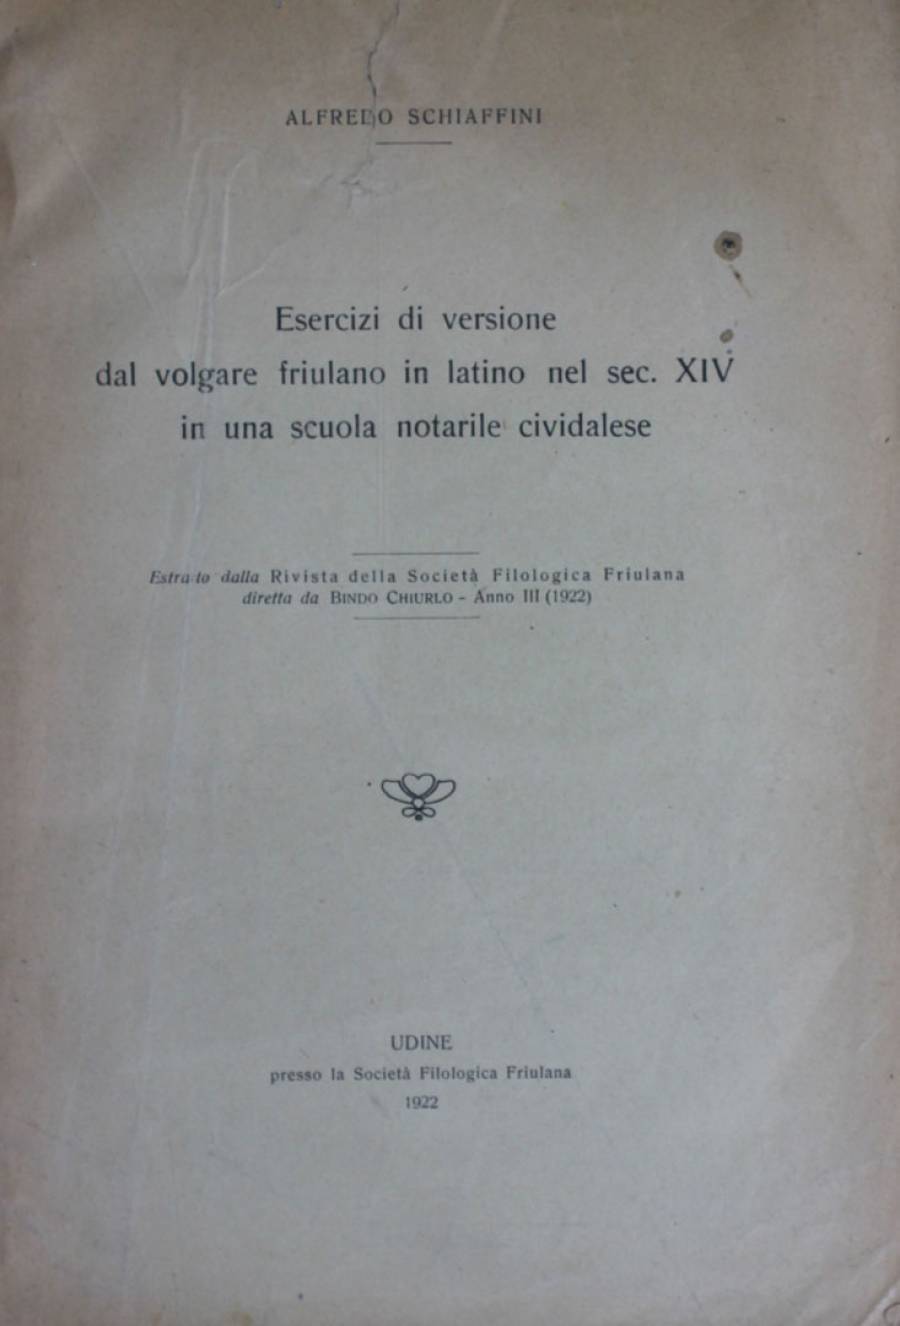 ALFREDO SCHIAFFINI
Esercizi di versione
dal volgare friulano in latino nel sec. XIV
in una scuola notarile cividalese
Estratto dalla Rivista della Società Filologica Friulana
diretta da BINDO CHIURLO - Anno III (1922)
UDINE
presso la Società Filologica Friulana
1922